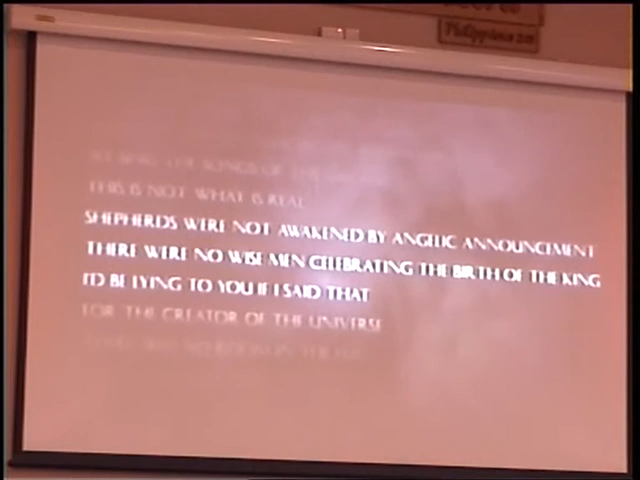 Philippians
THIS IS NOT WHAT IS REAL
SHEPHERDS WERE NOT AWAKENED BY ANGELIC ANNOUNCEMENT
THERE WERE NO WISE MEN CELEBRATING THE BIRTH OF THE KING
I'D BE LYING TO YOU IF I SAID THAT
FOR THE CREATOR OF THE UNIVERSE